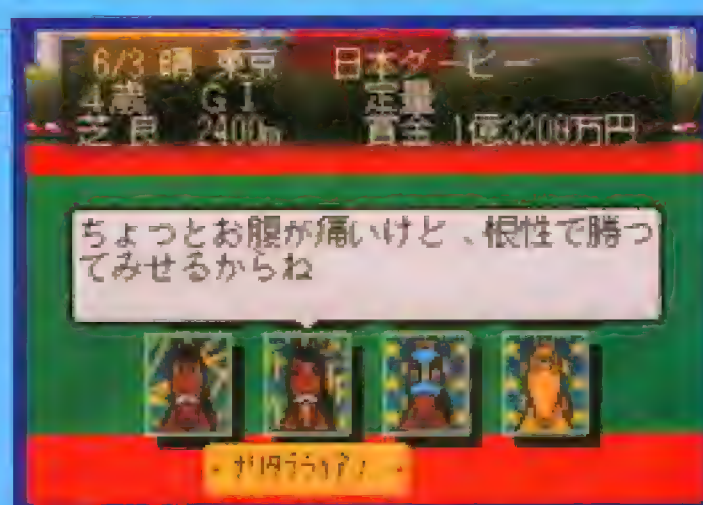 6/3 晴 東京 日本ダービー
4歳 GI 定量
芝 良 2400m 賞金 1億3200万円
ちょっとお腹が痛いけど、根性で勝っ
てみせるからね